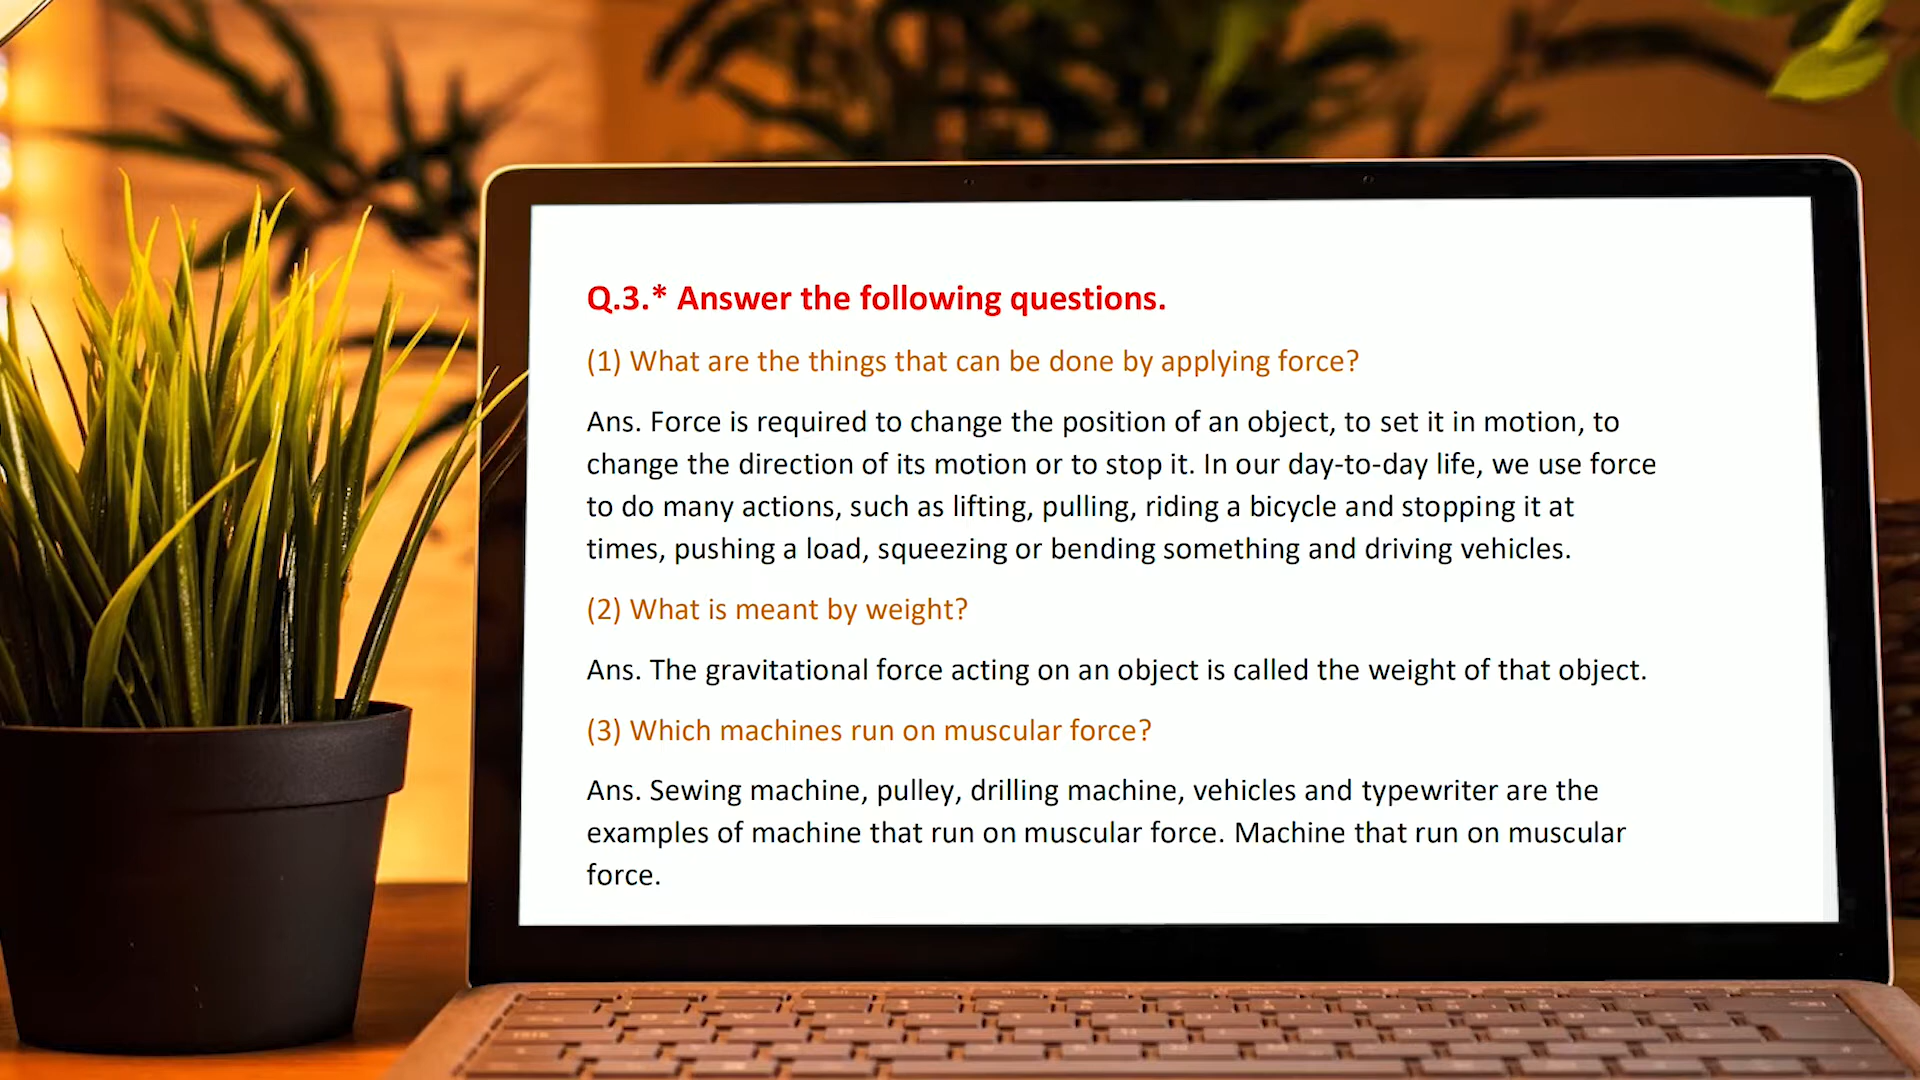 Q.3.* Answer the following questions.
(1) What are the things that can be done by applying force?
Ans. Force is required to change the position of an object, to set it in motion, to
change the direction of its motion or to stop it. In our day-to-day life, we use force
to do many actions, such as lifting, pulling, riding a bicycle and stopping it at
times, pushing a load, squeezing or bending something and driving vehicles.
(2) What is meant by weight?
Ans. The gravitational force acting on an object is called the weight of that object.
(3) Which machines run on muscular force?
Ans. Sewing machine, pulley, drilling machine, vehicles and typewriter are the
examples of machine that run on muscular force. Machine that run on muscular
force.